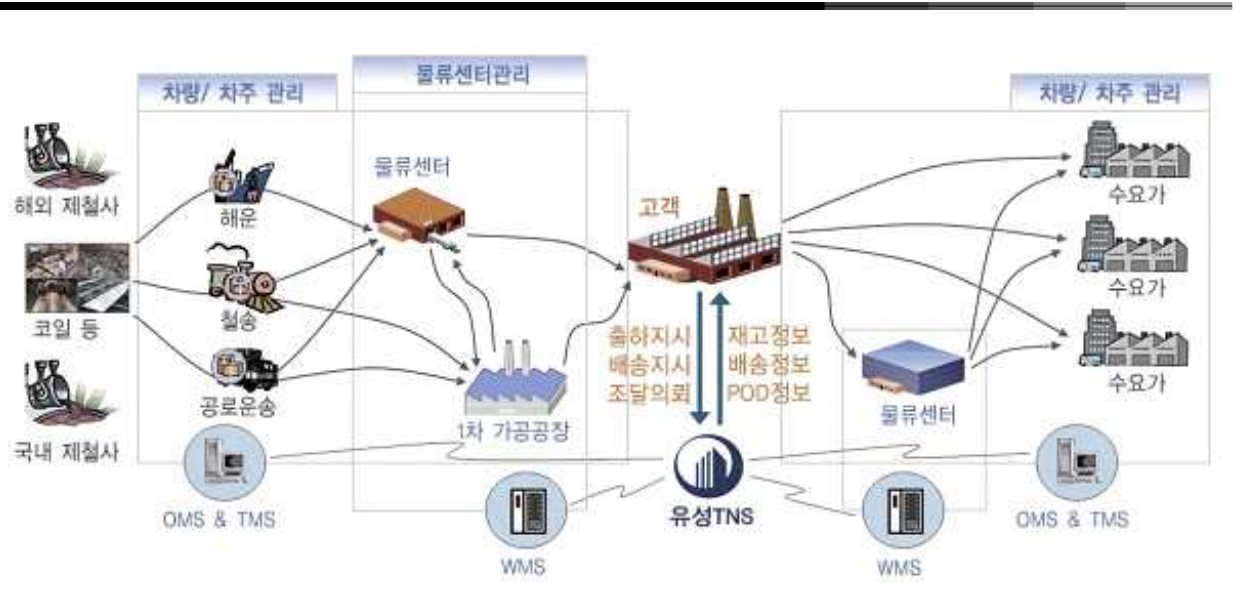 차량/ 차주 관리
물류센터관리
차량/ 차주 관리
해외 제철사
코일 등
국내 제철사
해운
철송
공로운송
물류센터
1차 가공공장
고객
출하지시
배송지시
조달의뢰
재고정보
배송정보
POD정보
물류센터
수요가
수요가
수요가
OMS & TMS
WMS
유성TNS
WMS
OMS & TMS